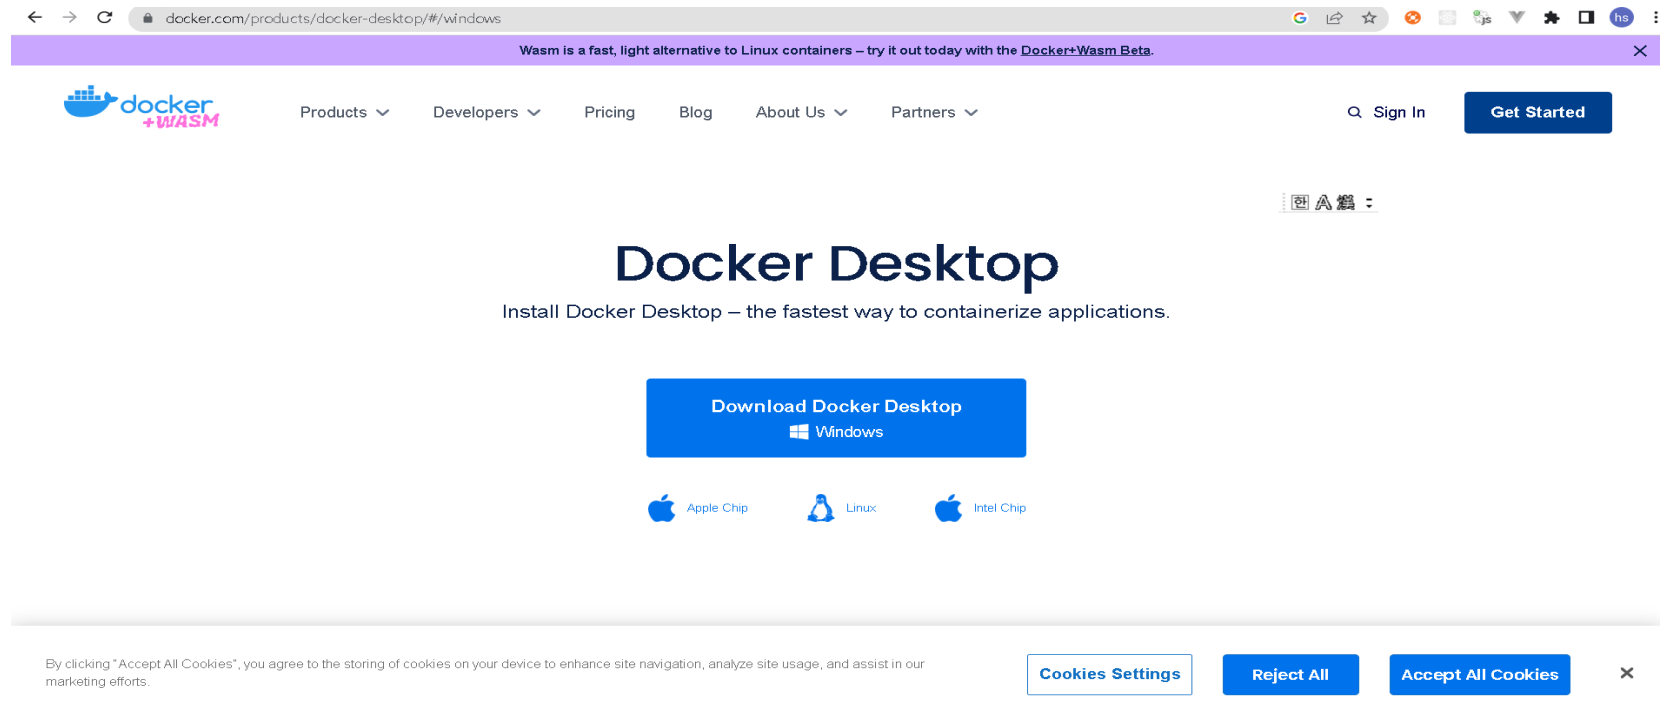 docker.com/products/docker-desktop/#/windows
G js hs
Wasm is a fast, light alternative to Linux containers – try it out today with the Docker+Wasm Beta.
docker
+WASM
Products Developers Pricing Blog About Us Partners Sign In Get Started
한 A 漢
Docker Desktop
Install Docker Desktop – the fastest way to containerize applications.
Download Docker Desktop
Windows
Apple Chip Linux Intel Chip
By clicking “Accept All Cookies”, you agree to the storing of cookies on your device to enhance site navigation, analyze site usage, and assist in our
marketing efforts.
Cookies Settings Reject All Accept All Cookies